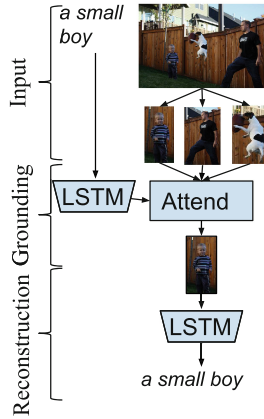 a small
boy
Input
LSTM
Attend
Grounding
LSTM
Reconstruction
a small boy